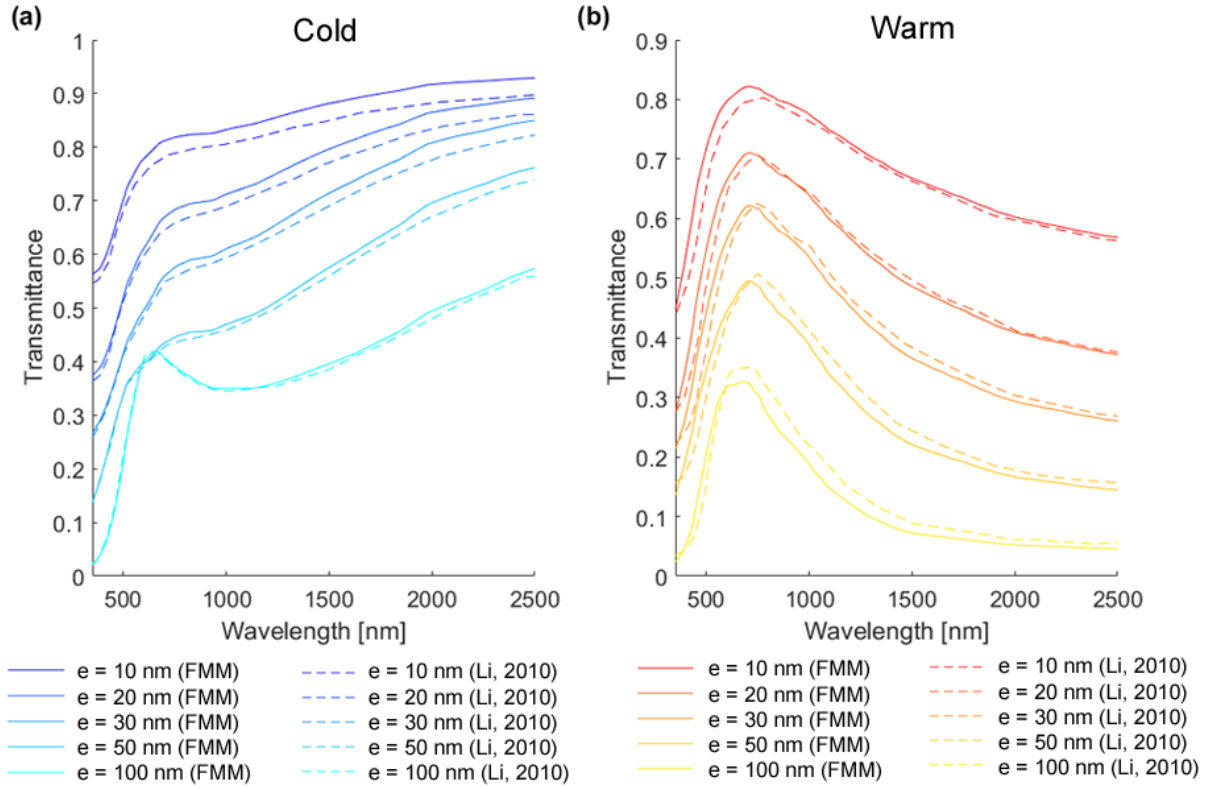 (a)
Cold
Transmittance
1
0.9
0.8
0.7
0.6
0.5
0.4
0.3
0.2
0.1
0
500
1000
1500
2000
2500
Wavelength [nm]
e = 10 nm (FMM)
e = 20 nm (FMM)
e = 30 nm (FMM)
e = 50 nm (FMM)
e = 100 nm (FMM)
e = 10 nm (Li, 2010)
e = 20 nm (Li, 2010)
e = 30 nm (Li, 2010)
e = 50 nm (Li, 2010)
e = 100 nm (Li, 2010)
(b)
Warm
Transmittance
0.9
0.8
0.7
0.6
0.5
0.4
0.3
0.2
0.1
0
500
1000
1500
2000
2500
Wavelength [nm]
e = 10 nm (FMM)
e = 20 nm (FMM)
e = 30 nm (FMM)
e = 50 nm (FMM)
e = 100 nm (FMM)
e = 10 nm (Li, 2010)
e = 20 nm (Li, 2010)
e = 30 nm (Li, 2010)
e = 50 nm (Li, 2010)
e = 100 nm (Li, 2010)